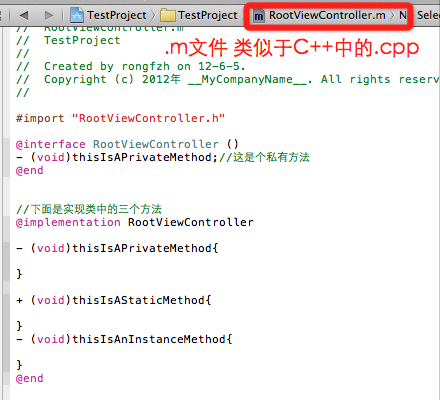 TestProject
TestProject
RootViewController.m
N
Selec
.m文件 类似于C++中的.cpp
// RootViewController.m
// TestProject
//
// Created by rongfzh on 12-6-5.
// Copyright (c) 2012年 __MyCompanyName__. All rights reserv
//
#import "RootViewController.h"
@interface RootViewController ()
- (void)thisIsAPrivateMethod;//这是个私有方法
@end
//下面是实现类中的三个方法
@implementation RootViewController
- (void)thisIsAPrivateMethod{
}
+ (void)thisIsAStaticMethod{
}
- (void)thisIsAnInstanceMethod{
}
@end